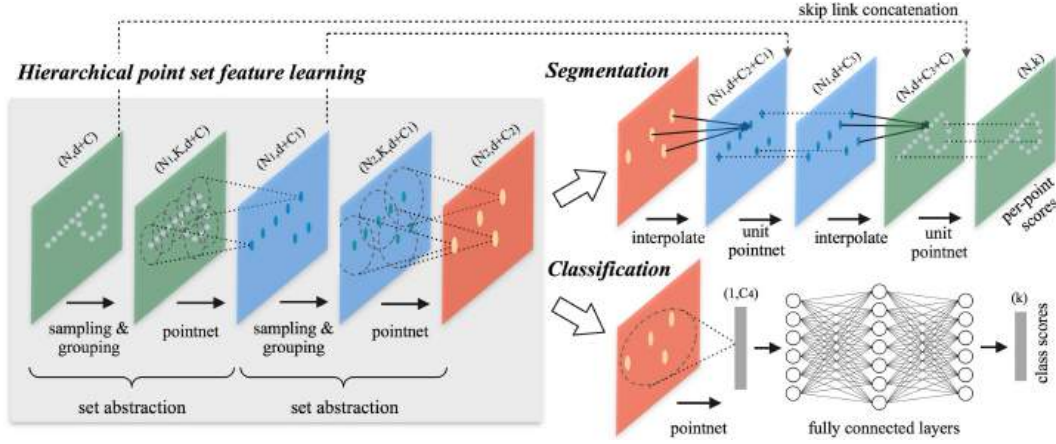 skip link concatenation
Hierarchical point set feature learning
Segmentation
(N,d+C)
(N1,K,d+C)
(N1,d+C1)
(N2,K,d+C1)
(N2,d+C2)
(N1,d+C2+C1)
(N1,d+C3)
(N,d+C3+C)
(N,k)
per-point
scores
interpolate
unit
pointnet
interpolate
unit
pointnet
sampling &
grouping
pointnet
sampling &
grouping
pointnet
set abstraction
set abstraction
Classification
(1,C4)
(k)
class scores
pointnet
fully connected layers